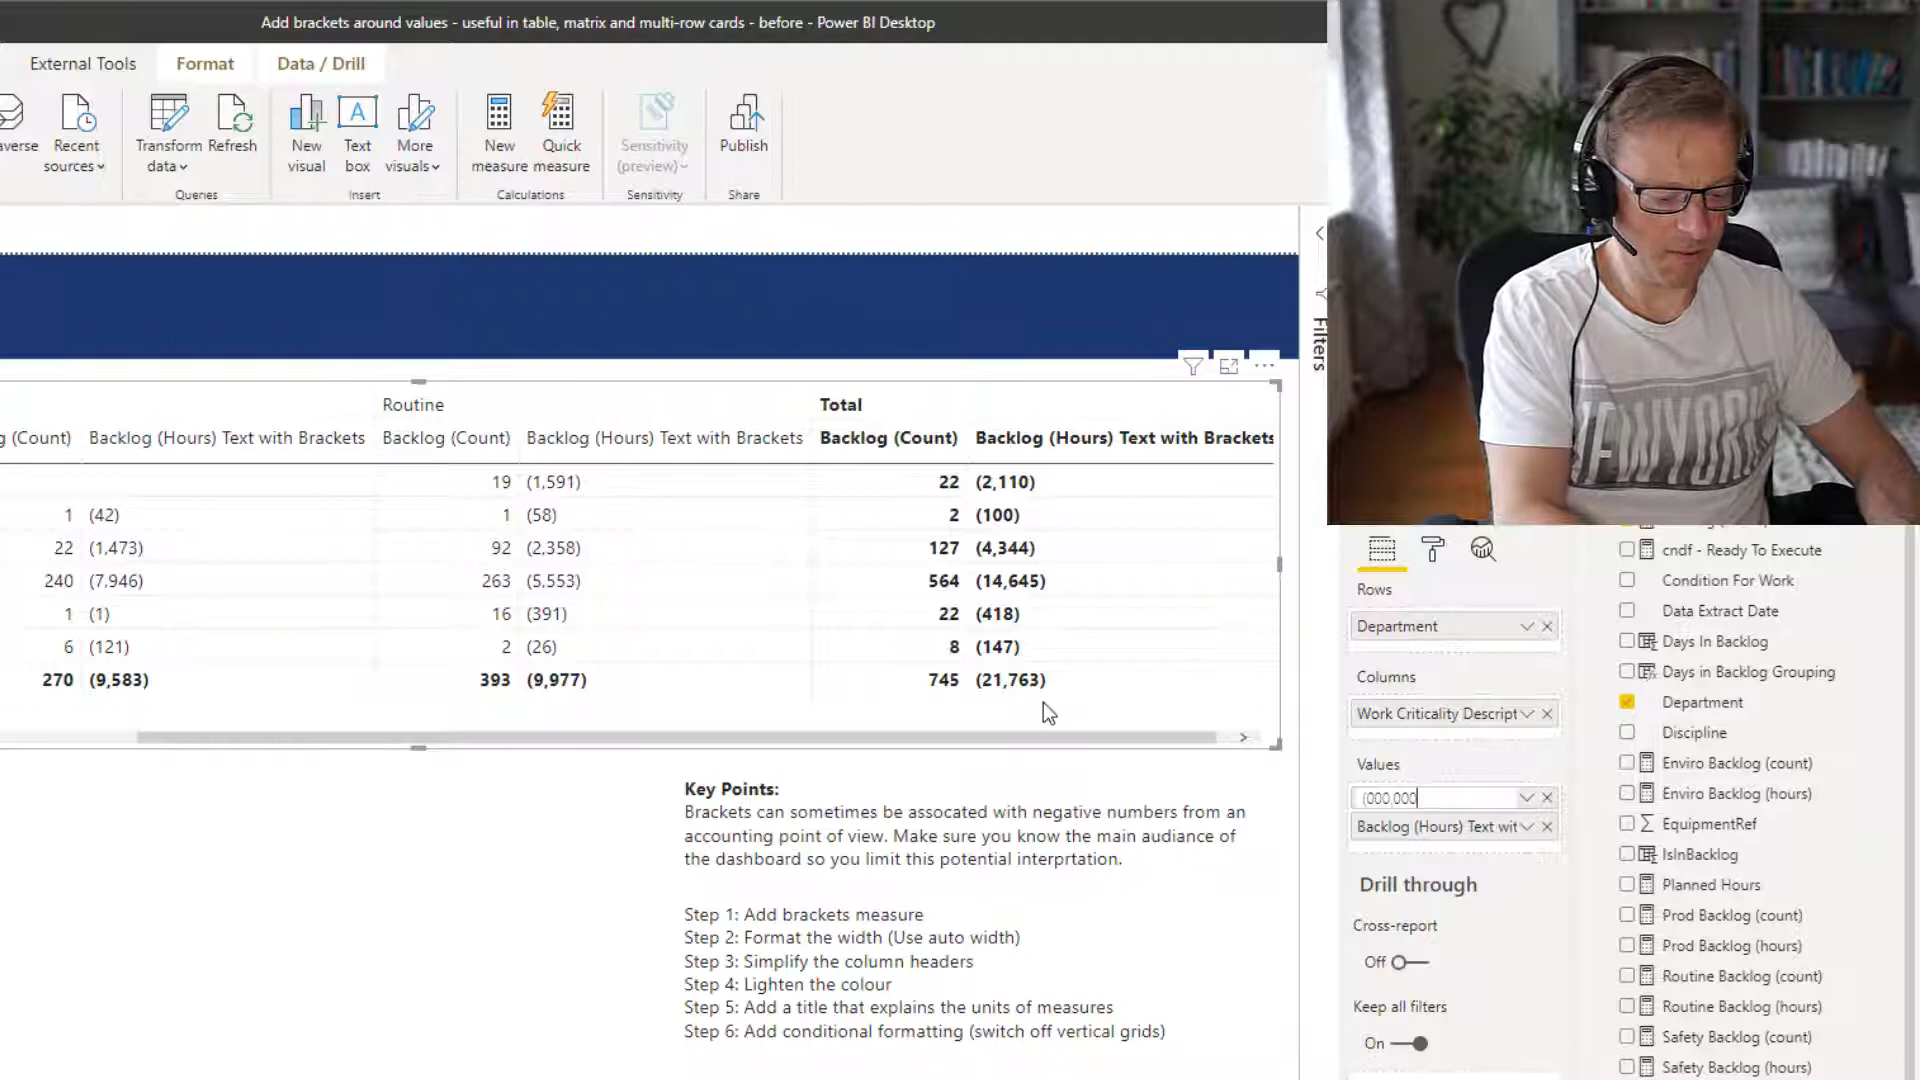 Add brackets around values - useful in table, matrix and multi-row cards - before - Power BI Desktop
External Tools
Format
Data / Drill
averse
Recent sources
Transform data
Refresh
New visual
Text box
More visuals
New measure
Quick measure
Sensitivity (preview)
Publish
Queries
Insert
Calculations
Sensitivity
Share
Filters
Routine
Total
g (Count) Backlog (Hours) Text with Brackets Backlog (Count) Backlog (Hours) Text with Brackets Backlog (Count) Backlog (Hours) Text with Brackets
19 (1,591) 22 (2,110)
1 (42) 1 (58) 2 (100)
22 (1,473) 92 (2,358) 127 (4,344)
240 (7,946) 263 (5,553) 564 (14,645)
1 (1) 16 (391) 22 (418)
6 (121) 2 (26) 8 (147)
270 (9,583) 393 (9,977) 745 (21,763)
Key Points:
Brackets can sometimes be assocated with negative numbers from an
accounting point of view. Make sure you know the main audiance of
the dashboard so you limit this potential interprtation.
Step 1: Add brackets measure
Step 2: Format the width (Use auto width)
Step 3: Simplify the column headers
Step 4: Lighten the colour
Step 5: Add a title that explains the units of measures
Step 6: Add conditional formatting (switch off vertical grids)
Rows
Department
Columns
Work Criticality Descript
Values
(000,000
Backlog (Hours) Text wit
Drill through
Cross-report
Off
Keep all filters
On
cndf - Ready To Execute
Condition For Work
Data Extract Date
Days In Backlog
Days in Backlog Grouping
Department
Discipline
Enviro Backlog (count)
Enviro Backlog (hours)
EquipmentRef
IsInBacklog
Planned Hours
Prod Backlog (count)
Prod Backlog (hours)
Routine Backlog (count)
Routine Backlog (hours)
Safety Backlog (count)
Safety Backlog (hours)